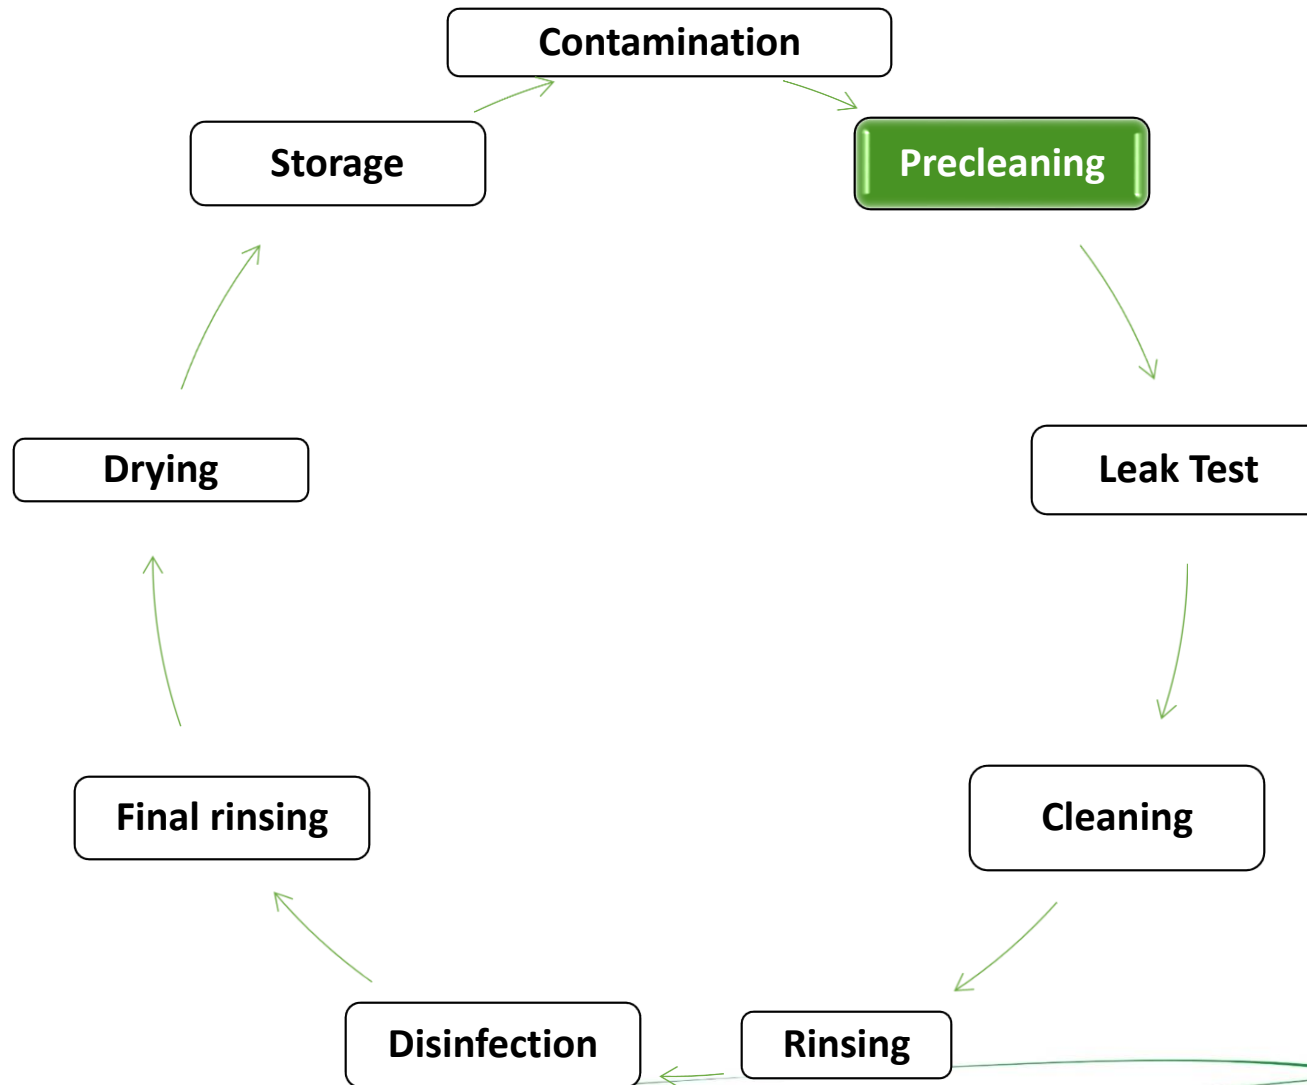 Contamination
Precleaning
Leak Test
Cleaning
Rinsing
Disinfection
Final rinsing
Drying
Storage